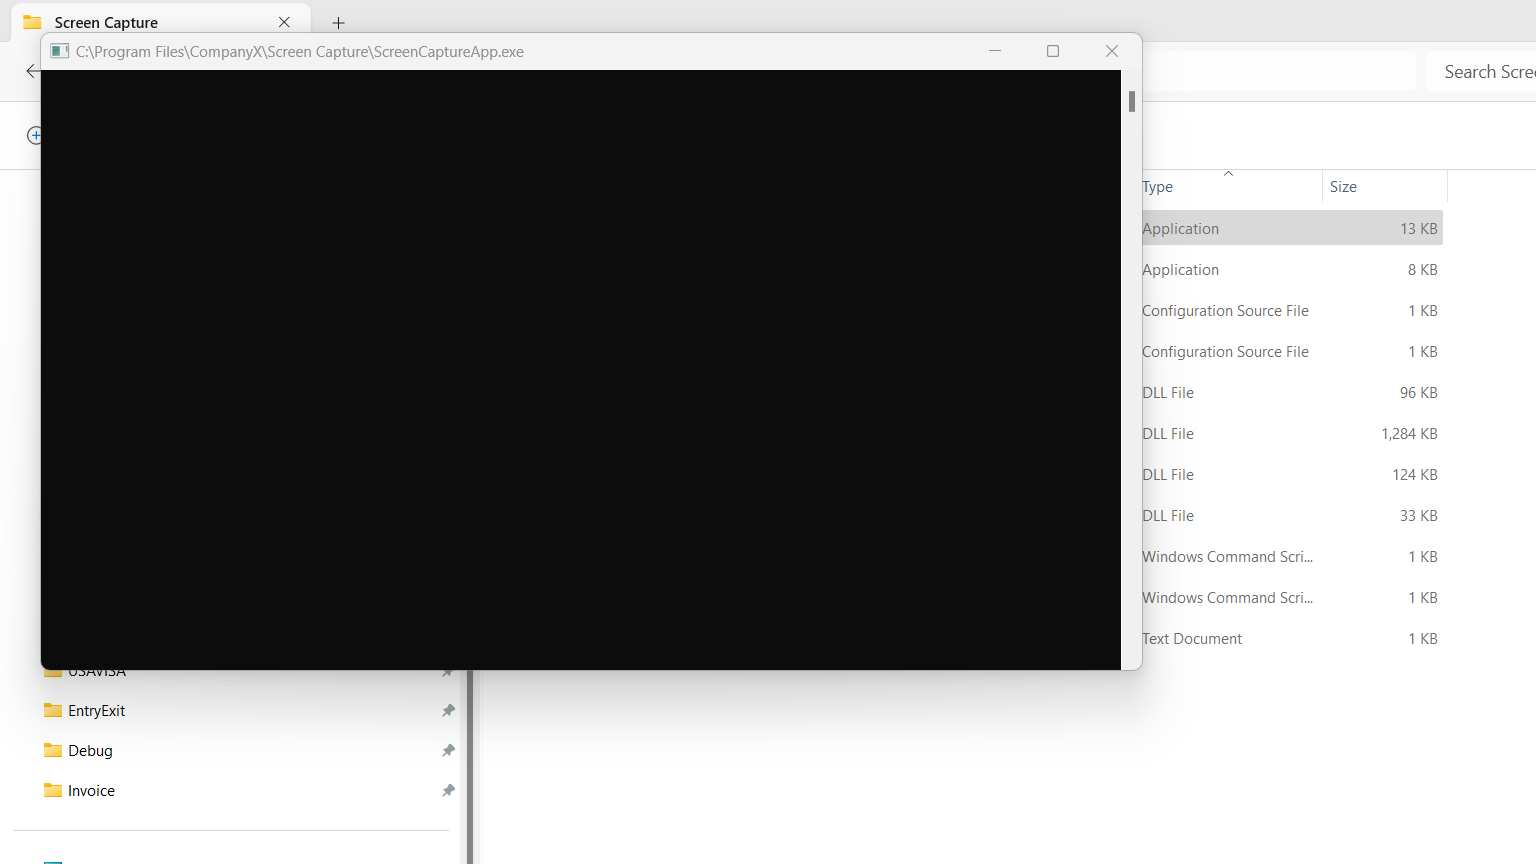 Screen Capture
C:\Program Files\CompanyX\Screen Capture\ScreenCaptureApp.exe
Search Scre
Type Size
Application 13 KB
Application 8 KB
Configuration Source File 1 KB
Configuration Source File 1 KB
DLL File 96 KB
DLL File 1,284 KB
DLL File 124 KB
DLL File 33 KB
Windows Command Scri... 1 KB
Windows Command Scri... 1 KB
Text Document 1 KB
USAVISA
EntryExit
Debug
Invoice